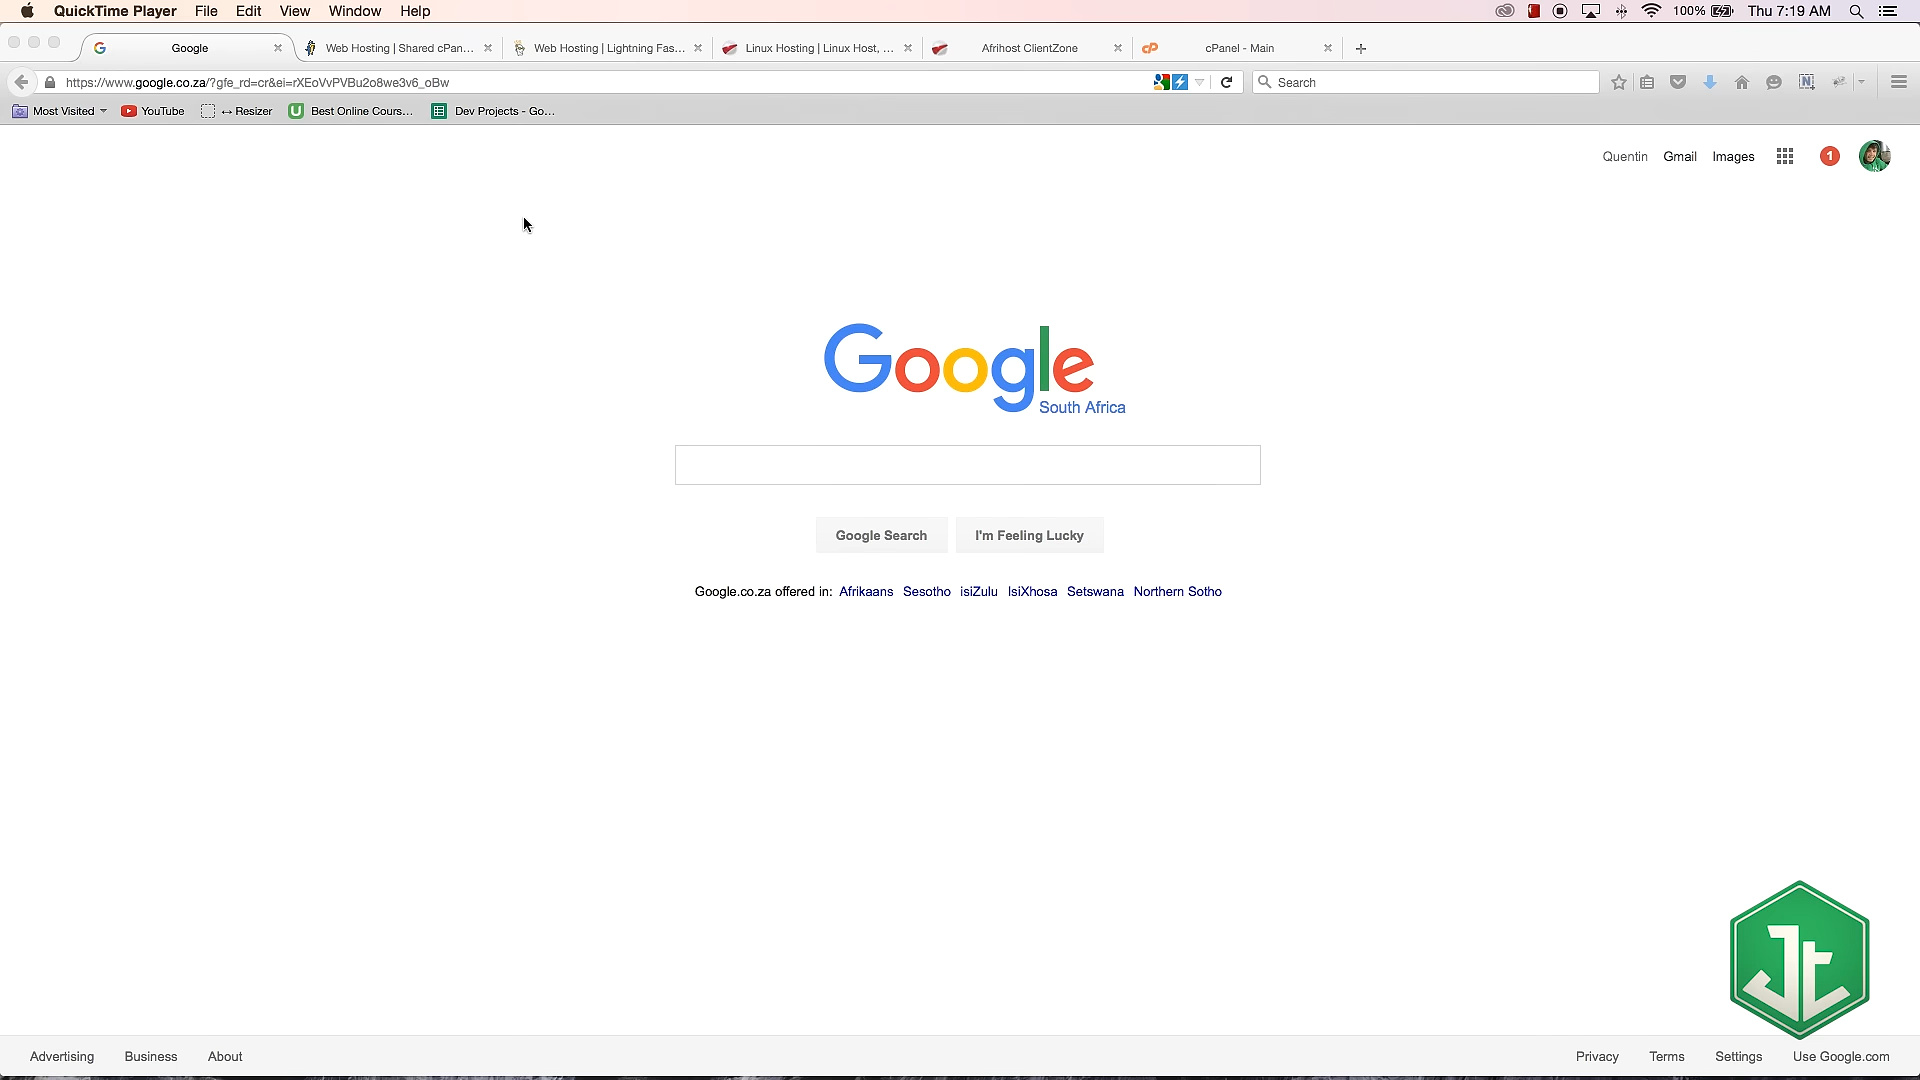 QuickTime Player File Edit View Window Help 100% Thu 7:19 AM
Google Web Hosting | Shared cPan... Web Hosting | Lightning Fas... Linux Hosting | Linux Host, ... Afrihost ClientZone cPanel - Main
https://www.google.co.za/?gfe_rd=cr&ei=rXEoVvPVBu2o8we3v6_oBw Search
Most Visited YouTube ↔ Resizer Best Online Cours... Dev Projects - Go...
Quentin Gmail Images 1
Google
South Africa
Google Search I'm Feeling Lucky
Google.co.za offered in: Afrikaans Sesotho isiZulu IsiXhosa Setswana Northern Sotho
Jt
Advertising Business About Privacy Terms Settings Use Google.com